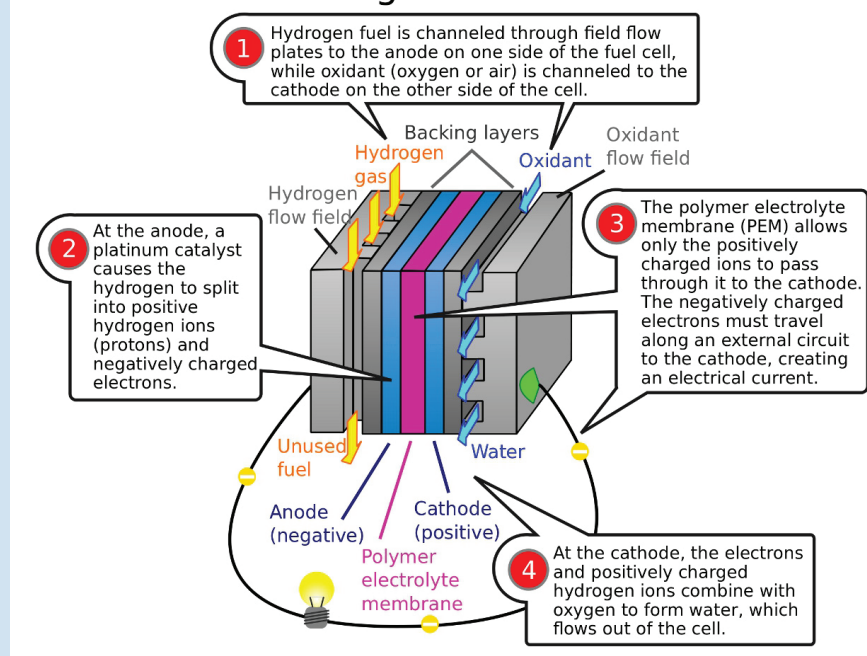 1
Hydrogen fuel is channeled through field flow
plates to the anode on one side of the fuel cell,
while oxidant (oxygen or air) is channeled to the
cathode on the other side of the cell.
Backing layers
Oxidant
flow field
Hydrogen
gas
Oxidant
Hydrogen
flow field
2
At the anode, a
platinum catalyst
causes the
hydrogen to split
into positive
hydrogen ions
(protons) and
negatively charged
electrons.
3
The polymer electrolyte
membrane (PEM) allows
only the positively
charged ions to pass
through it to the cathode.
The negatively charged
electrons must travel
along an external circuit
to the cathode, creating
an electrical current.
Unused
fuel
Water
Anode
(negative)
Cathode
(positive)
Polymer
electrolyte
membrane
4
At the cathode, the electrons
and positively charged
hydrogen ions combine with
oxygen to form water, which
flows out of the cell.